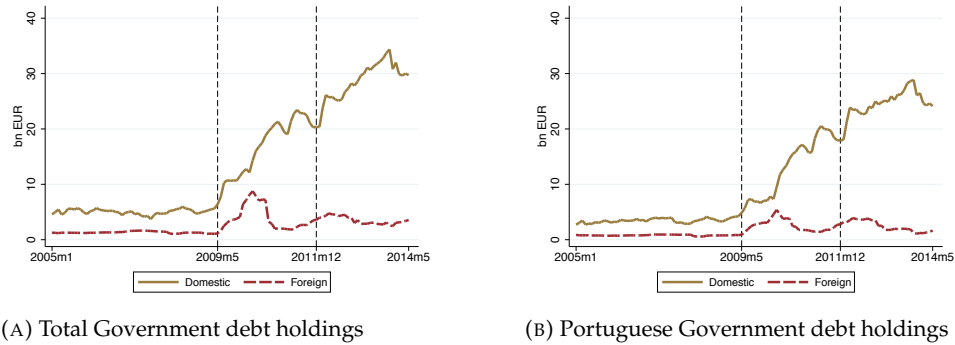 40
30
20
10
0
bn EUR
2005m1
2009m5
2011m12
2014m5
Domestic
Foreign
(A) Total Government debt holdings
40
30
20
10
0
bn EUR
2005m1
2009m5
2011m12
2014m5
Domestic
Foreign
(B) Portuguese Government debt holdings